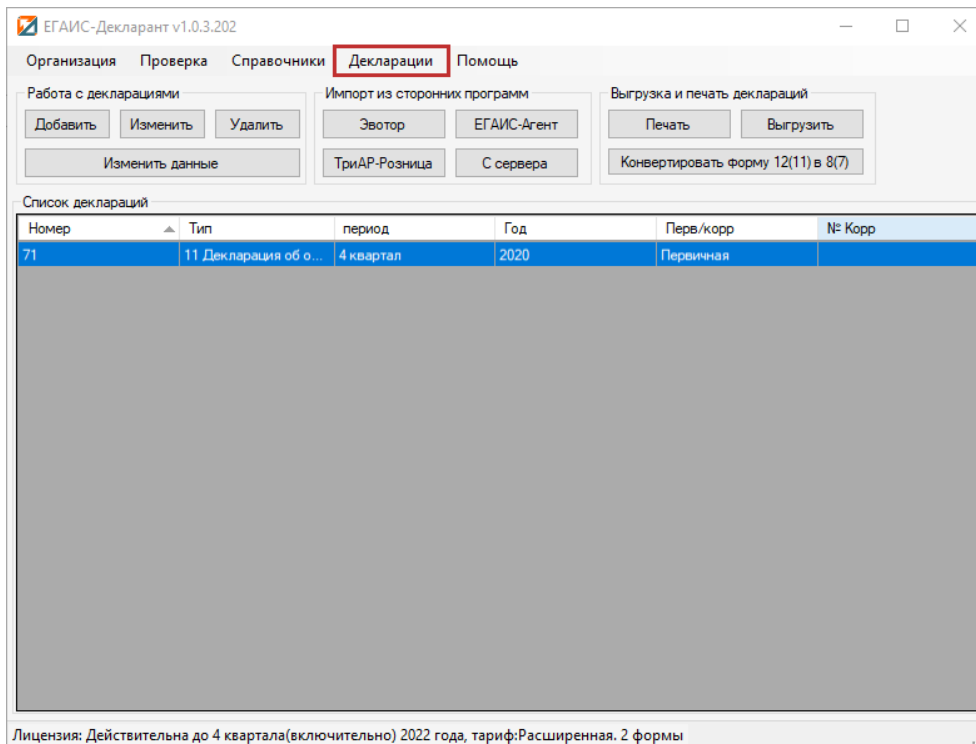 ЕГАИС-Декларант v1.0.3.202
Организация Проверка Справочники Декларации Помощь
Работа с декларациями Импорт из сторонних программ Выгрузка и печать деклараций
Добавить Изменить Удалить Эвотор ЕГАИС-Агент Печать Выгрузить
Изменить данные ТриАР-Розница С сервера Конвертировать форму 12(11) в 8(7)
Список деклараций
Номер Тип период Год Перв/корр № Корр
71 11 Декларация об о... 4 квартал 2020 Первичная
Лицензия: Действительна до 4 квартала(включительно) 2022 года, тариф:Расширенная. 2 формы